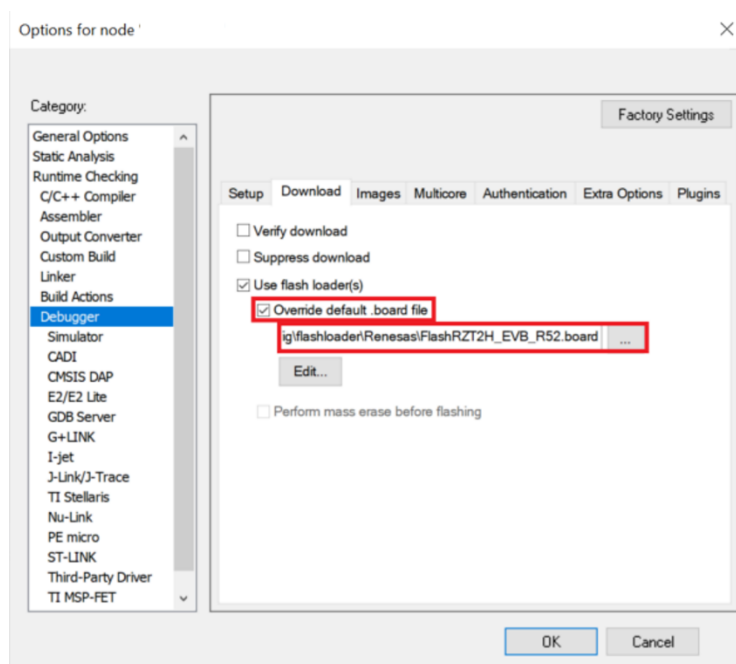 Options for node '
Category:
Factory Settings
General Options
Static Analysis
Runtime Checking
C/C++ Compiler
Assembler
Output Converter
Custom Build
Linker
Build Actions
Debugger
Simulator
CADI
CMSIS DAP
E2/E2 Lite
GDB Server
G+LINK
I-jet
J-Link/J-Trace
TI Stellaris
Nu-Link
PE micro
ST-LINK
Third-Party Driver
TI MSP-FET
Setup Download Images Multicore Authentication Extra Options Plugins
Verify download
Suppress download
Use flash loader(s)
Override default .board file
ig\flashloader\Renesas\FlashRZT2H_EVB_R52.board ...
Edit...
Perform mass erase before flashing
OK Cancel